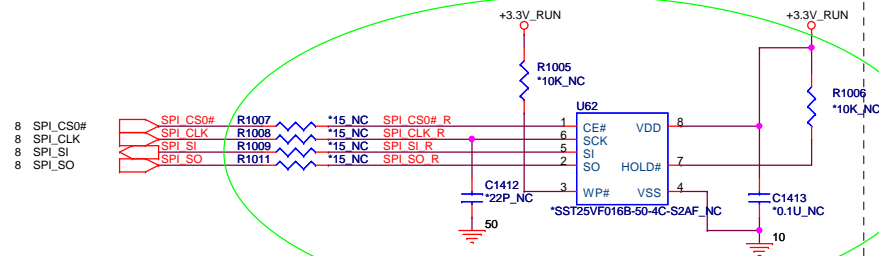 +3.3V_RUN
+3.3V_RUN
R1005
*10K_NC
R1006
*10K_NC
U62
8 SPI_CS0# SPI_CS0# R1007 *15_NC SPI_CS0#_R 1 CE# VDD 8
8 SPI_CLK SPI_CLK R1008 *15_NC SPI_CLK_R 6 SCK
8 SPI_SI SPI_SI R1009 *15_NC SPI_SI_R 5 SI
8 SPI_SO SPI_SO R1011 *15_NC SPI_SO_R 2 SO HOLD# 7
3 WP# VSS 4
C1412
*22P_NC
C1413
*0.1U_NC
*SST25VF016B-50-4C-S2AF_NC
50
10